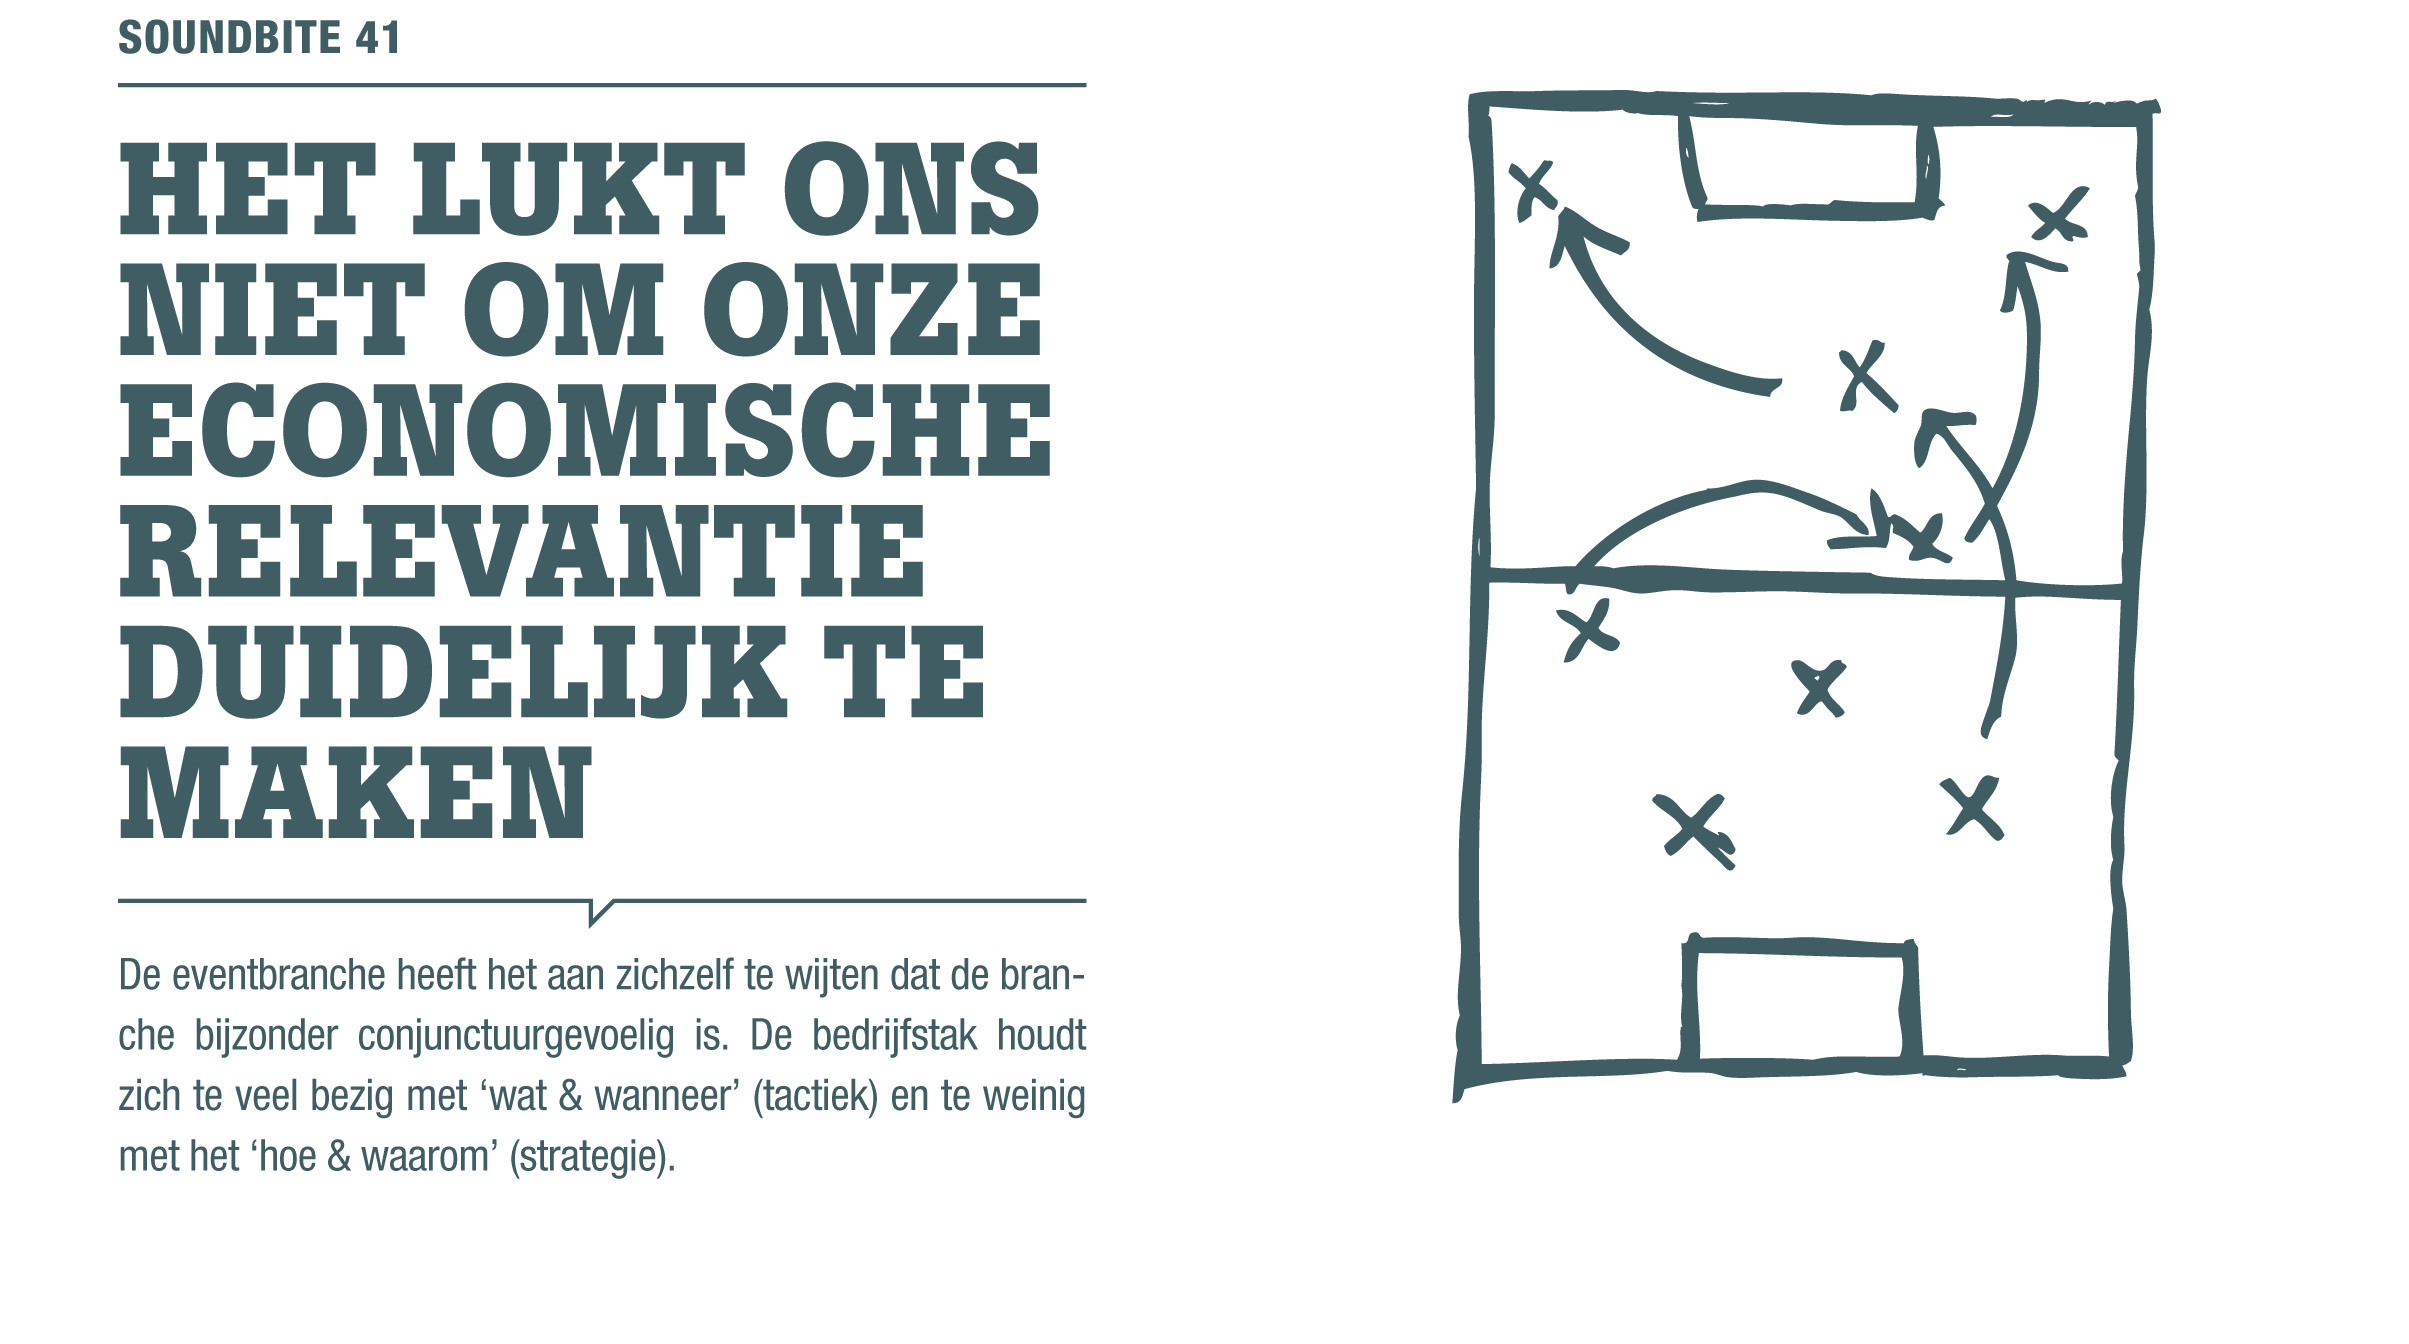 SOUNDBITE 41
HET LUKT ONS
NIET OM ONZE
ECONOMISCHE
RELEVANTIE
DUIDELIJK TE
MAKEN
De eventbranche heeft het aan zichzelf te wijten dat de bran-
che bijzonder conjunctuurgevoelig is. De bedrijfstak houdt
zich te veel bezig met ‘wat & wanneer’ (tactiek) en te weinig
met het ‘hoe & waarom’ (strategie).